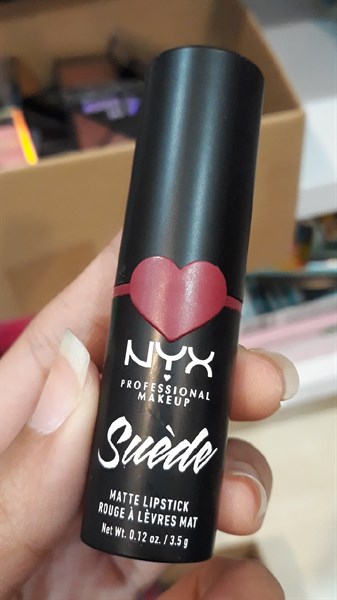 NYX
PROFESSIONAL
MAKEUP
Suède
MATTE LIPSTICK
ROUGE À LÈVRES MAT
Net Wt. 0.12 oz. / 3.5 g